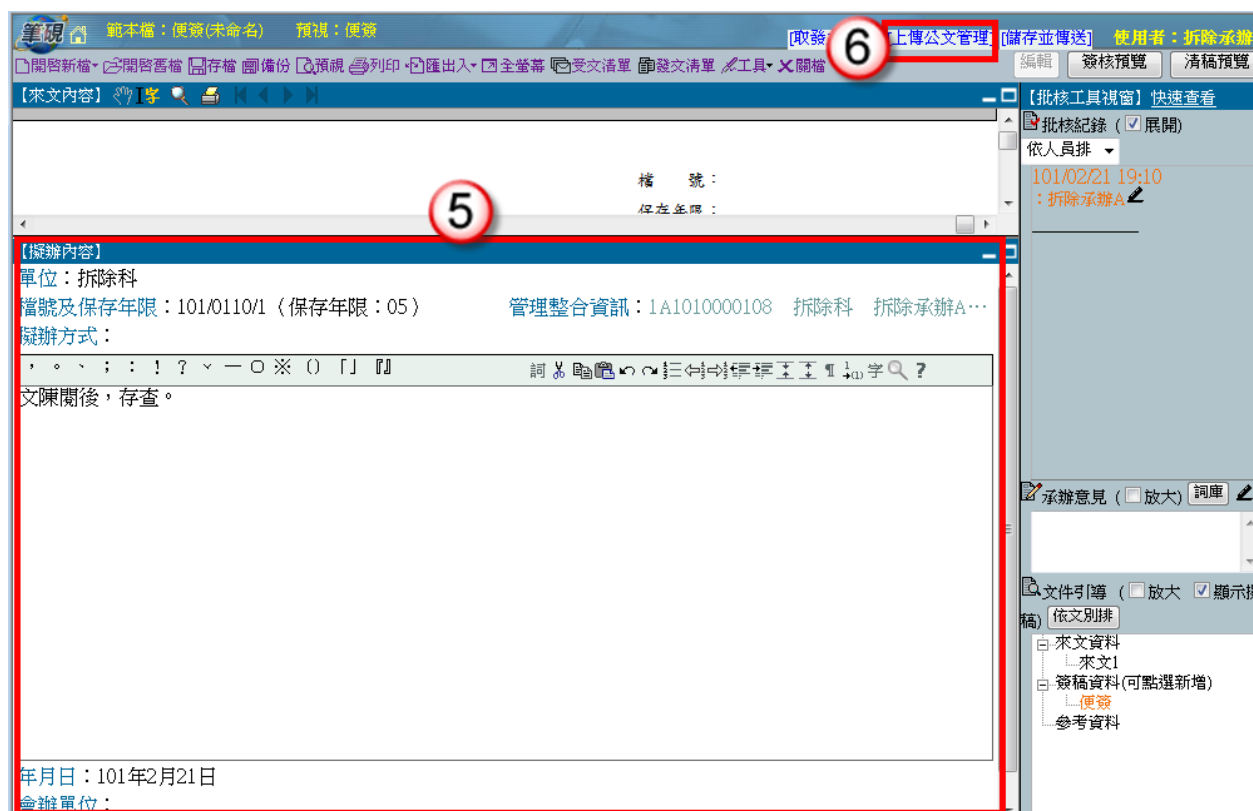 筆硯 範本檔：便簽(未命名) 預視：便簽
[取發 6 上傳公文管理] [儲存並傳送] 使用者：拆除承辦
開啓新檔 開啓舊檔 存檔 備份 預視 列印 匯出入 全螢幕 受文清單 發文清單 工具 關檔 編輯 簽核預覽 清稿預覽
【來文內容】 字
檔　號：
保存年限：
5
【擬辦內容】
單位：拆除科
檔號及保存年限：101/0110/1（保存年限：05） 管理整合資訊：1A1010000108 拆除科 拆除承辦A…
擬辦方式：
，。、；：！？ˇ－○※（）「」『』 詞 字 ?
文陳閱後，存查。
年月日：101年2月21日
會辦單位：
【批核工具視窗】快速查看
批核紀錄（展開）
依人員排
101/02/21 19:10
：拆除承辦A
承辦意見（放大） 詞庫
文件引導（放大 顯示擬
稿） 依文別排
來文資料
來文1
簽稿資料(可點選新增)
便簽
參考資料